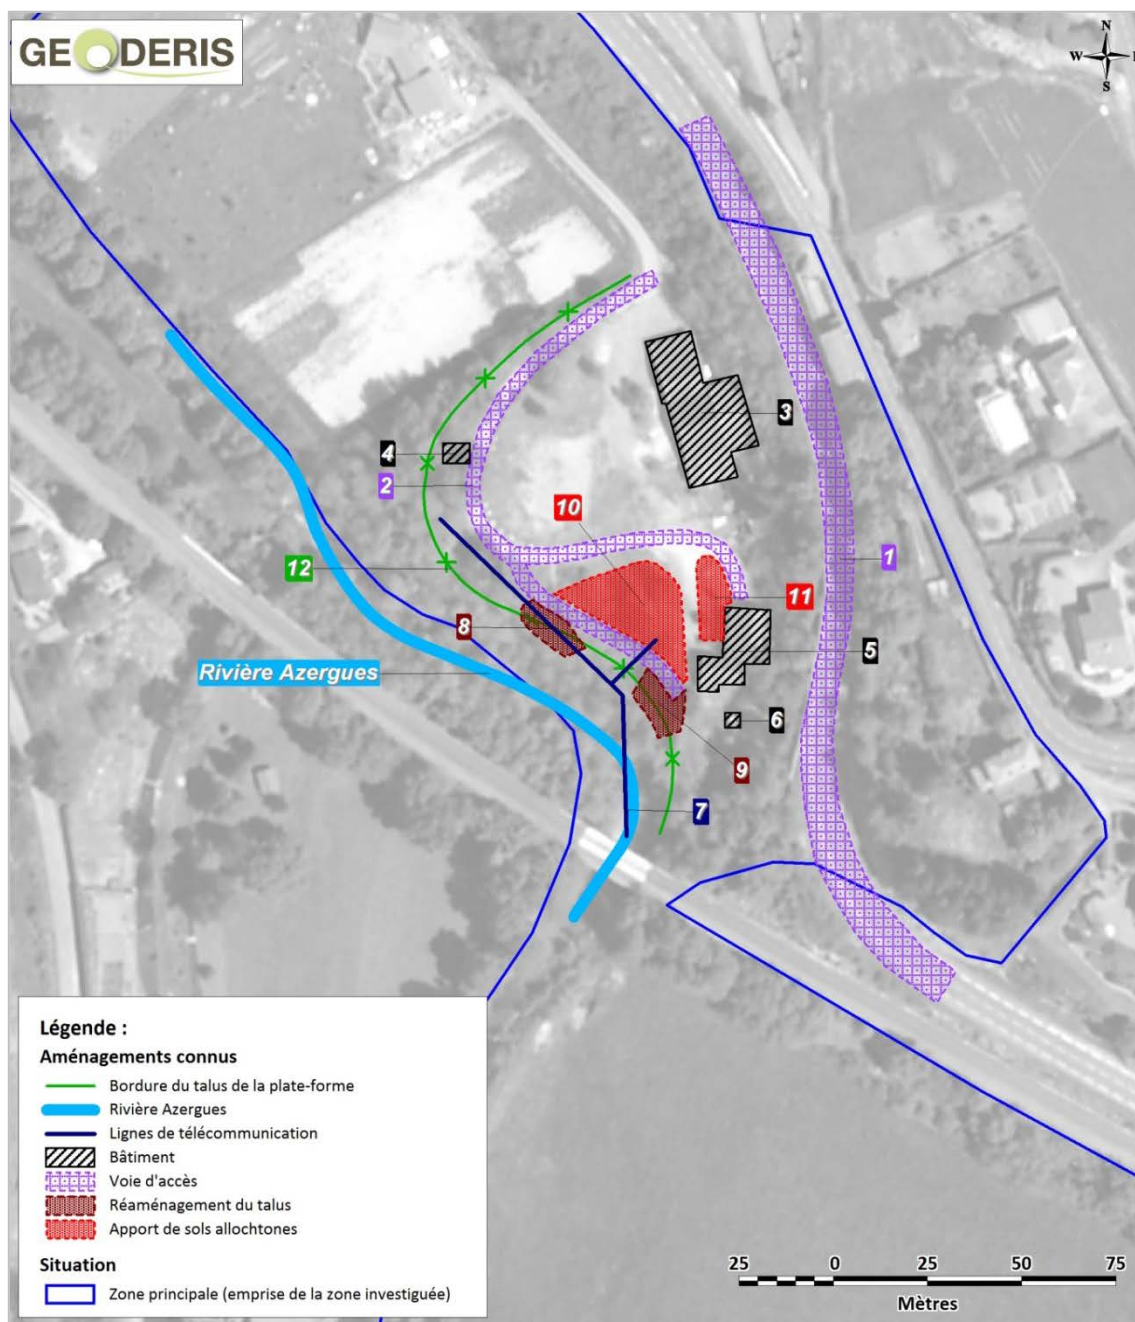 GEODERIS
N
W
S
3
4
2
10
1
12
11
8
5
Rivière Azergues
6
9
7
Légende :
Aménagements connus
Bordure du talus de la plate-forme
Rivière Azergues
Lignes de télécommunication
Bâtiment
Voie d'accès
Réaménagement du talus
Apport de sols allochtones
Situation
Zone principale (emprise de la zone investiguée)
25 0 25 50 75
Mètres